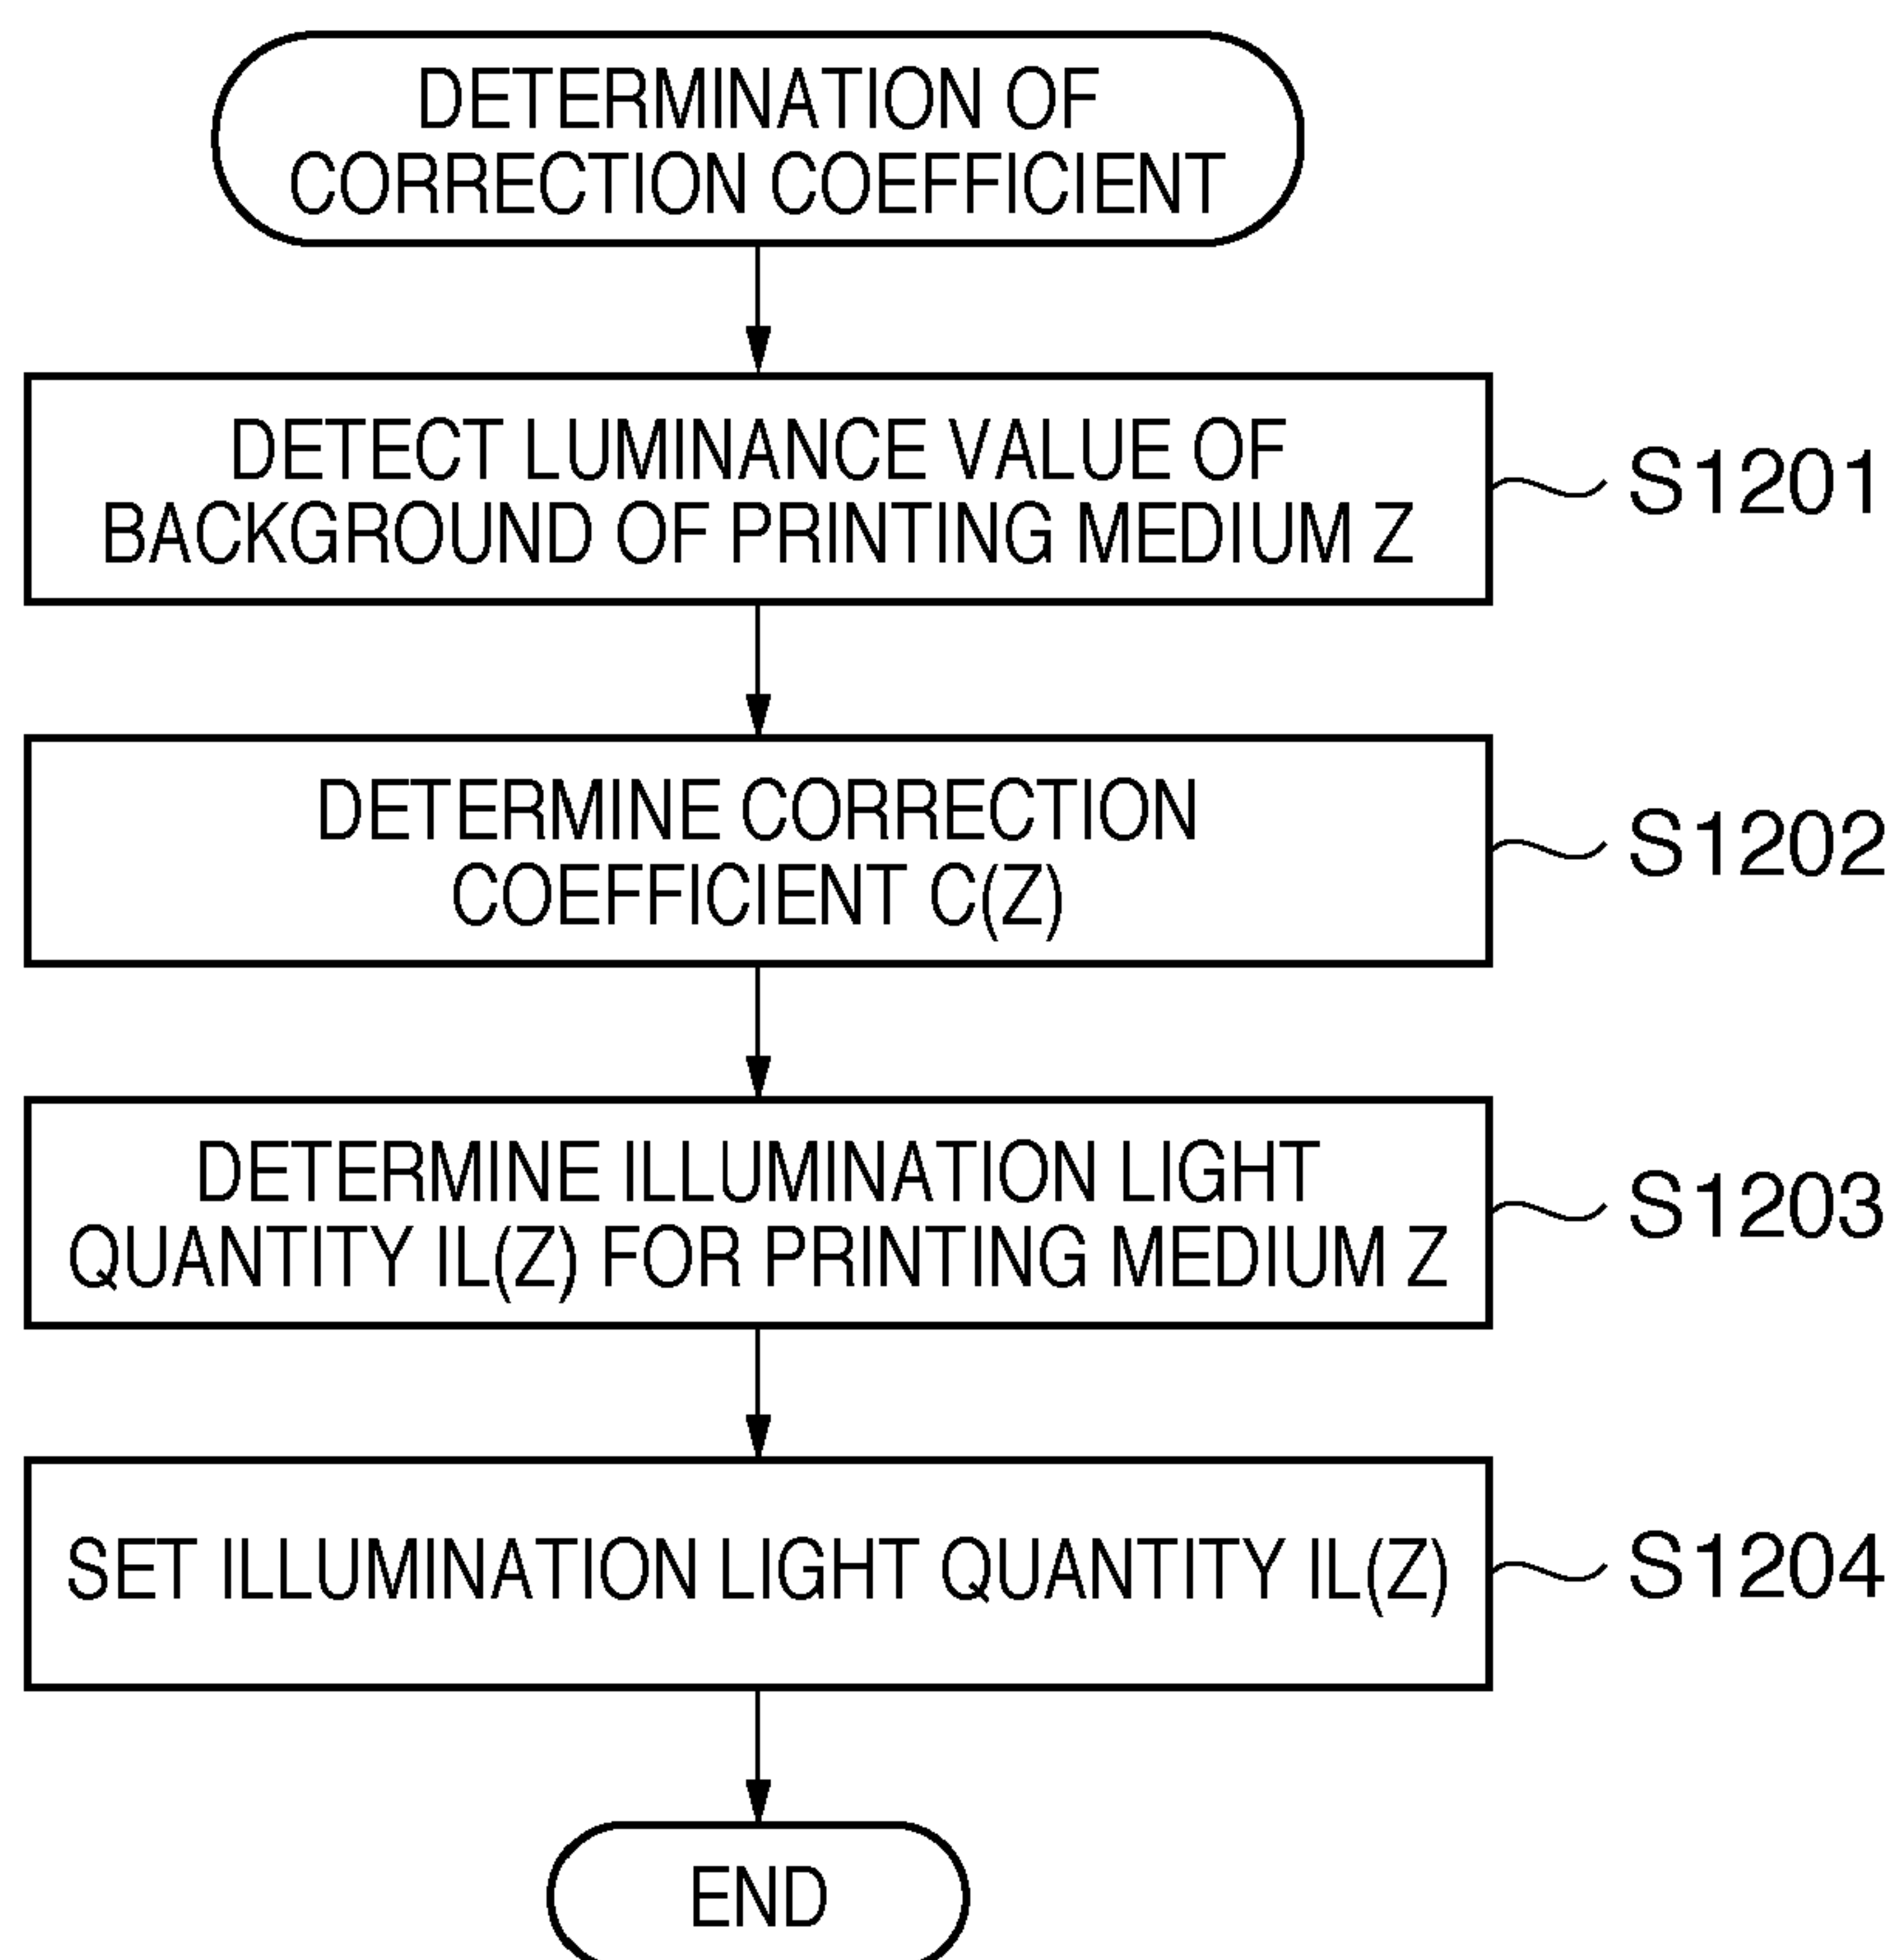 DETERMINATION OF
CORRECTION COEFFICIENT
DETECT LUMINANCE VALUE OF
BACKGROUND OF PRINTING MEDIUM Z
S1201
DETERMINE CORRECTION
COEFFICIENT C(Z)
S1202
DETERMINE ILLUMINATION LIGHT
QUANTITY IL(Z) FOR PRINTING MEDIUM Z
S1203
SET ILLUMINATION LIGHT QUANTITY IL(Z)
S1204
END